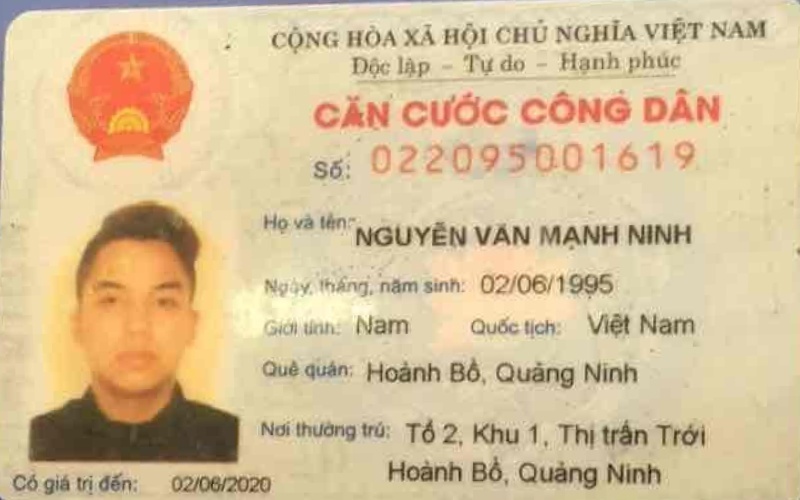 CỘNG HÒA XÃ HỘI CHỦ NGHĨA VIỆT NAM
Độc lập - Tự do - Hạnh phúc
CĂN CƯỚC CÔNG DÂN
Số: 022095001619
Họ và tên: NGUYỄN VĂN MẠNH NINH
Ngày, tháng, năm sinh: 02/06/1995
Giới tính: Nam Quốc tịch: Việt Nam
Quê quán: Hoành Bồ, Quảng Ninh
Nơi thường trú: Tổ 2, Khu 1, Thị trấn Trới
Hoành Bồ, Quảng Ninh
Có giá trị đến: 02/06/2020